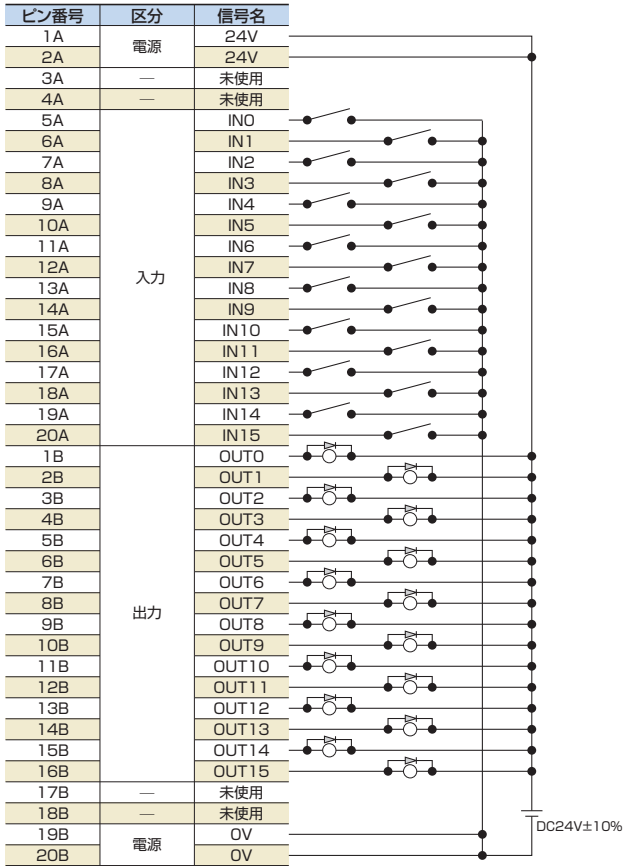 ピン番号 区分 信号名
1A 電源 24V
2A 24V
3A — 未使用
4A — 未使用
5A 入力 IN0
6A IN1
7A IN2
8A IN3
9A IN4
10A IN5
11A IN6
12A IN7
13A IN8
14A IN9
15A IN10
16A IN11
17A IN12
18A IN13
19A IN14
20A IN15
1B 出力 OUT0
2B OUT1
3B OUT2
4B OUT3
5B OUT4
6B OUT5
7B OUT6
8B OUT7
9B OUT8
10B OUT9
11B OUT10
12B OUT11
13B OUT12
14B OUT13
15B OUT14
16B OUT15
17B — 未使用
18B — 未使用
DC24V±10%
19B 電源 0V
20B 0V